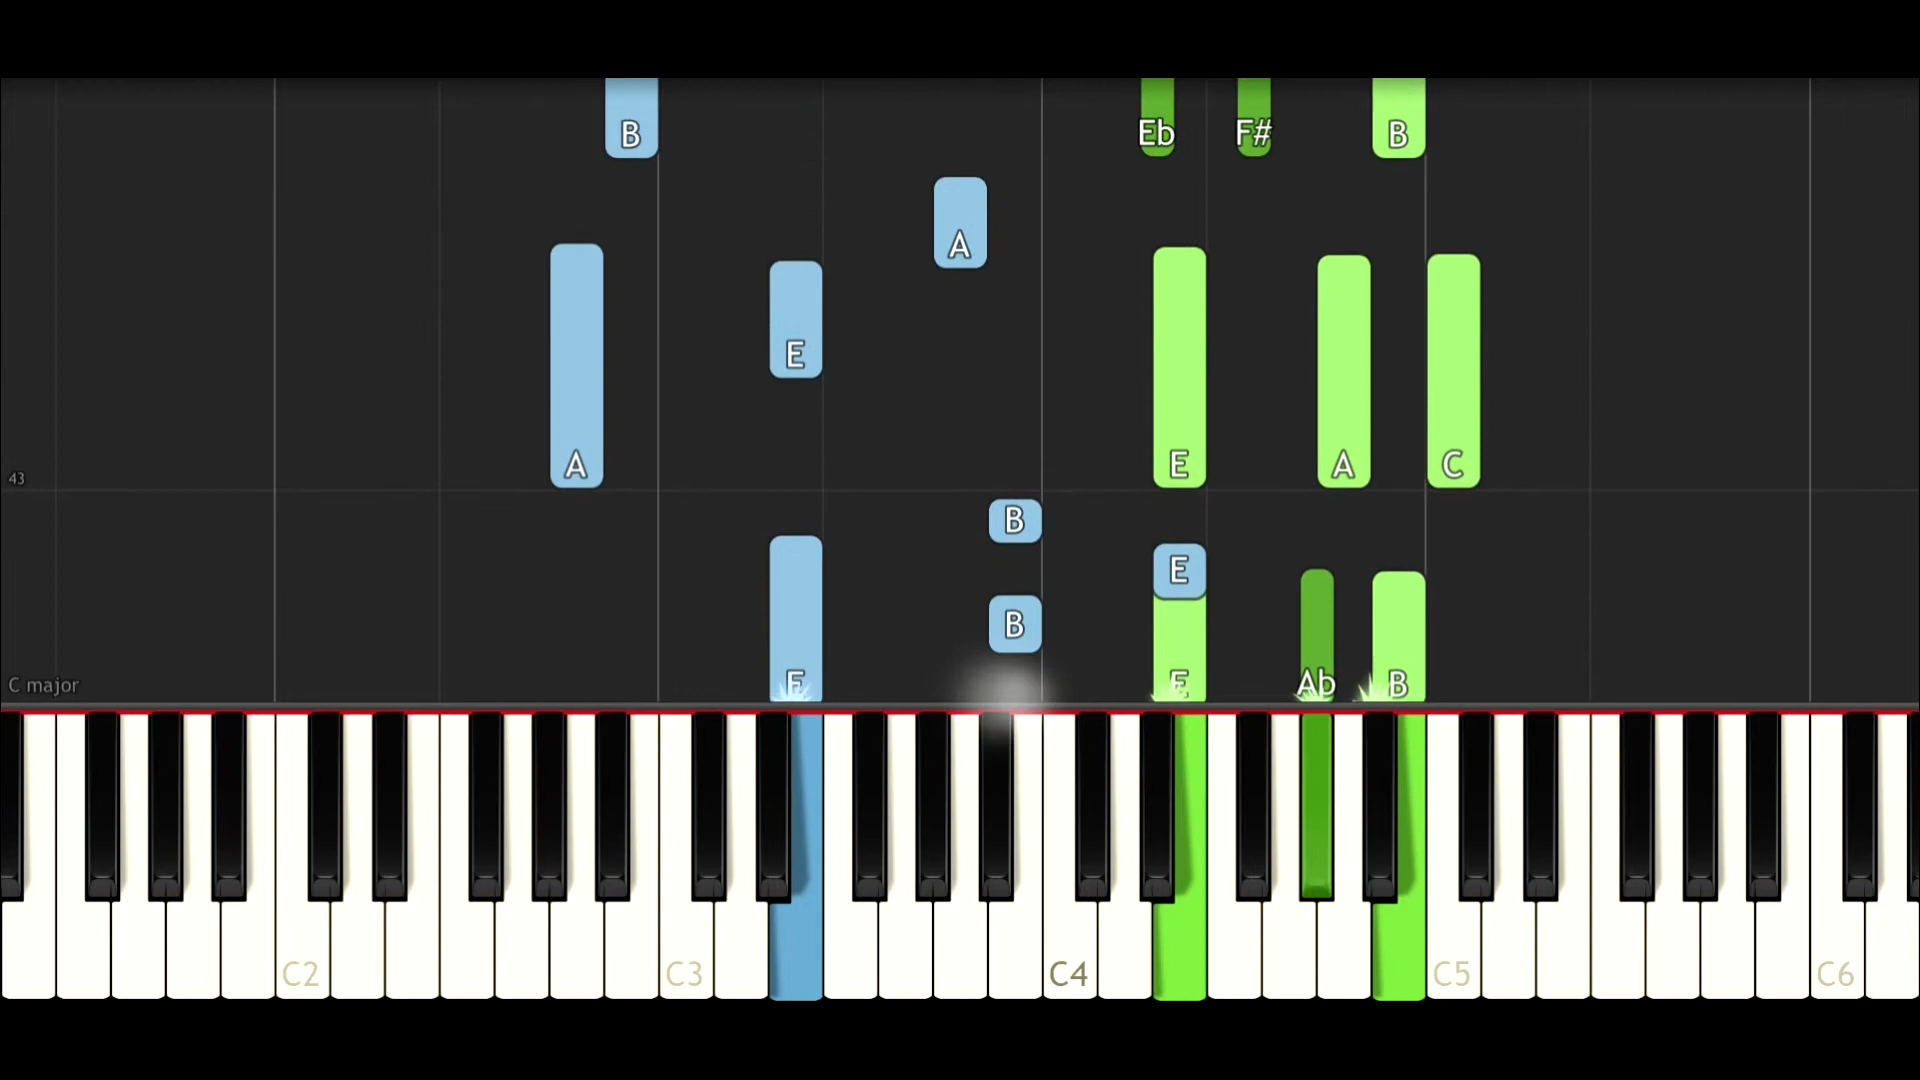 B Eb F# B
A
E
A E A C
43
B
E
B
C major E E Ab B
C2 C3 C4 C5 C6